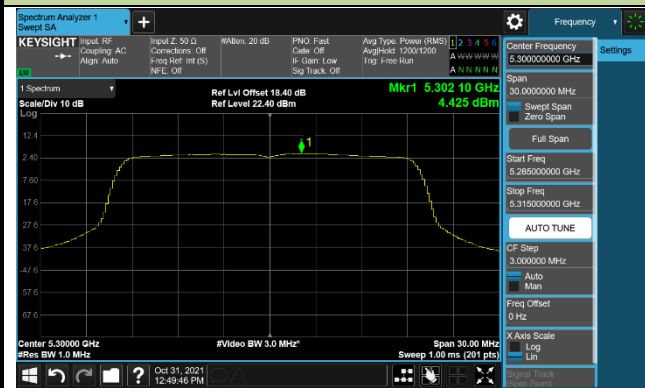 Spectrum Analyzer 1
Swept SA
+
Frequency
KEYSIGHT
Input: RF
Coupling: AC
Align: Auto
Input Z: 50 Ω
Corrections: Off
Freq Ref: Int (S)
NFE: Off
#Atten: 20 dB
PNO: Fast
Gate: Off
IF Gain: Low
Sig Track: Off
Avg Type: Power (RMS)
Avg|Hold: 1200/1200
Trig: Free Run
1 2 3 4 5 6
A W W W W W
A N N N N N
1 Spectrum
Scale/Div 10 dB
Ref Lvl Offset 18.40 dB
Ref Level 22.40 dBm
Mkr1 5.302 10 GHz
4.425 dBm
Log
12.4
2.40
-7.60
-17.6
-27.6
-37.6
-47.6
-57.6
-67.6
1
Center 5.30000 GHz
#Res BW 1.0 MHz
#Video BW 3.0 MHz*
Span 30.00 MHz
Sweep 1.00 ms (201 pts)
Center Frequency
5.300000000 GHz
Span
30.0000000 MHz
Swept Span
Zero Span
Full Span
Start Freq
5.285000000 GHz
Stop Freq
5.315000000 GHz
AUTO TUNE
CF Step
3.000000 MHz
Auto
Man
Freq Offset
0 Hz
X Axis Scale
Log
Lin
Signal Track
(Span Zoom)
Settings
?
Oct 31, 2021
12:49:46 PM